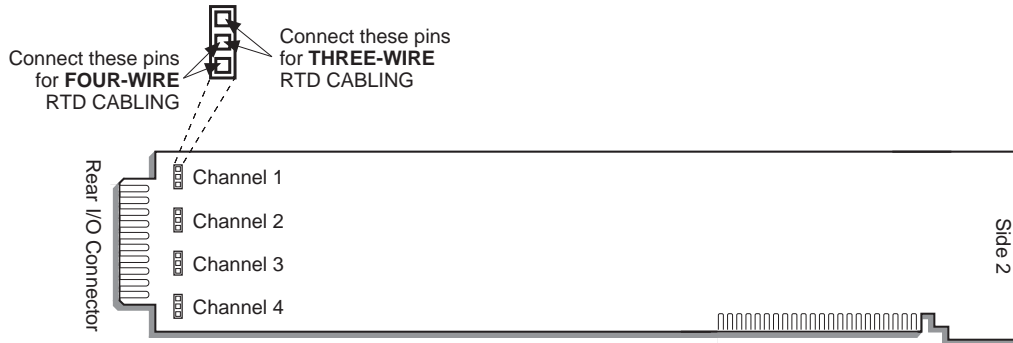 Connect these pins
for FOUR-WIRE
RTD CABLING
Connect these pins
for THREE-WIRE
RTD CABLING
Rear I/O Connector
Channel 1
Channel 2
Channel 3
Channel 4
Side 2